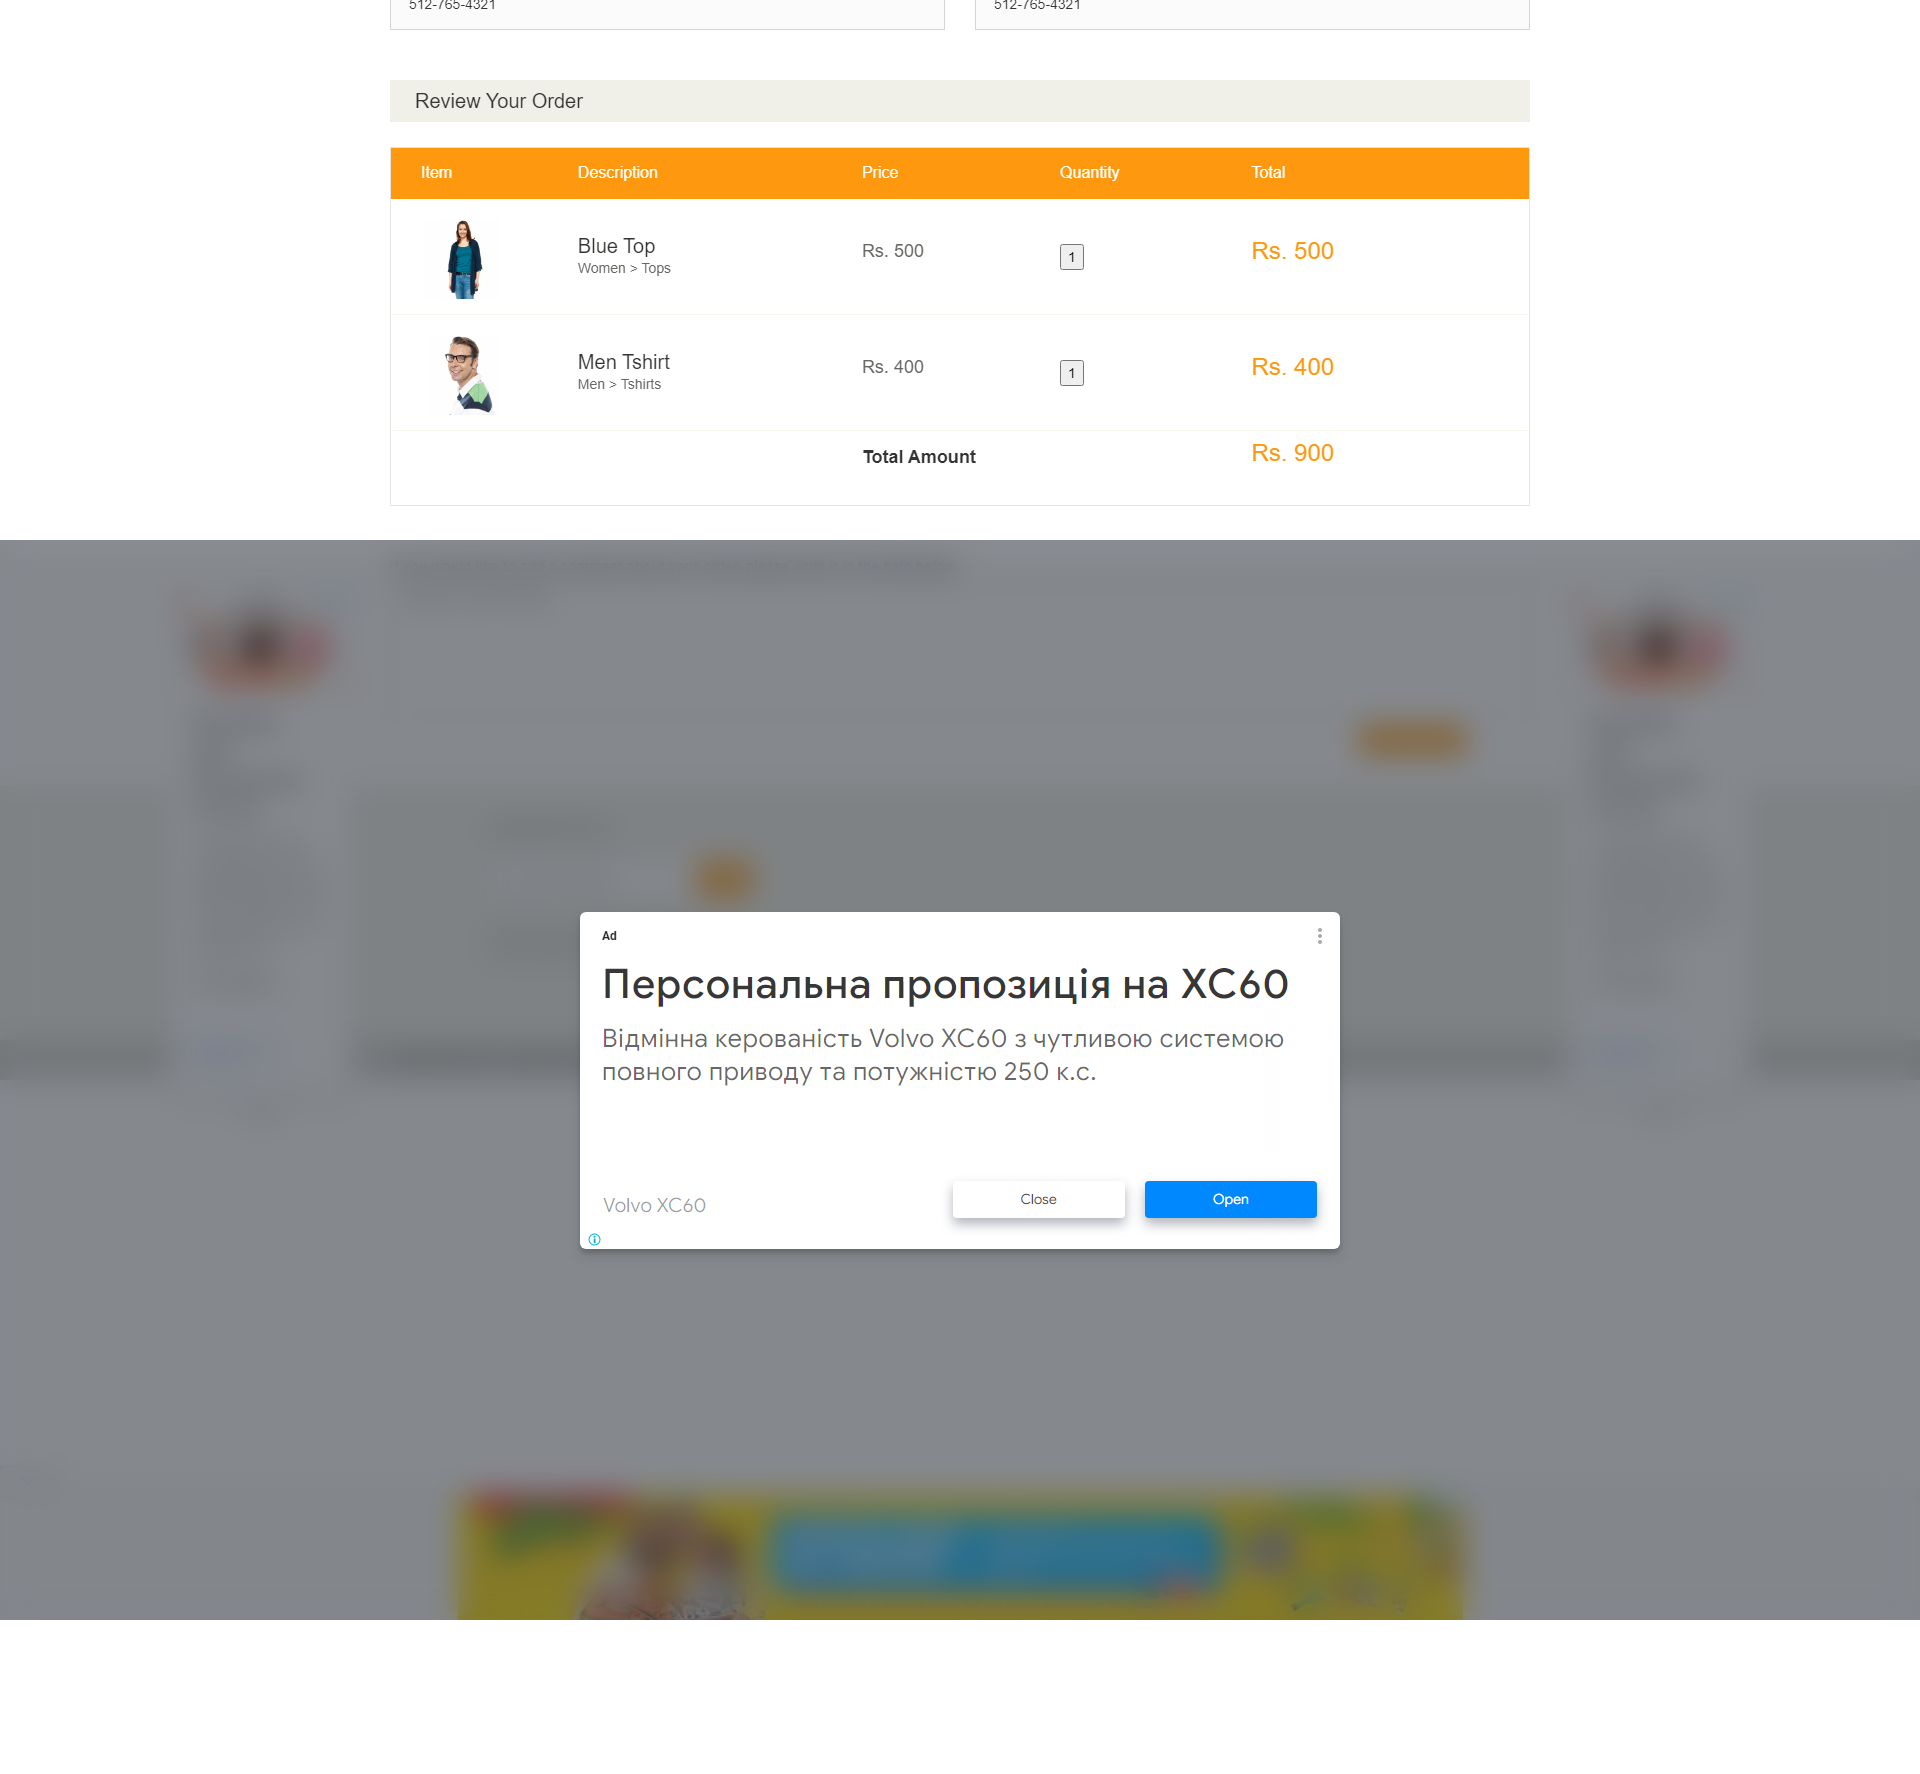 512-765-4321
512-765-4321
Review Your Order
Item Description Price Quantity Total
Blue Top
Women > Tops
Rs. 500
1
Rs. 500
Men Tshirt
Men > Tshirts
Rs. 400
1
Rs. 400
Total Amount
Rs. 900
Ad
Персональна пропозиція на XC60
Відмінна керованість Volvo XC60 з чутливою системою
повного приводу та потужністю 250 к.с.
Volvo XC60
Close
Open